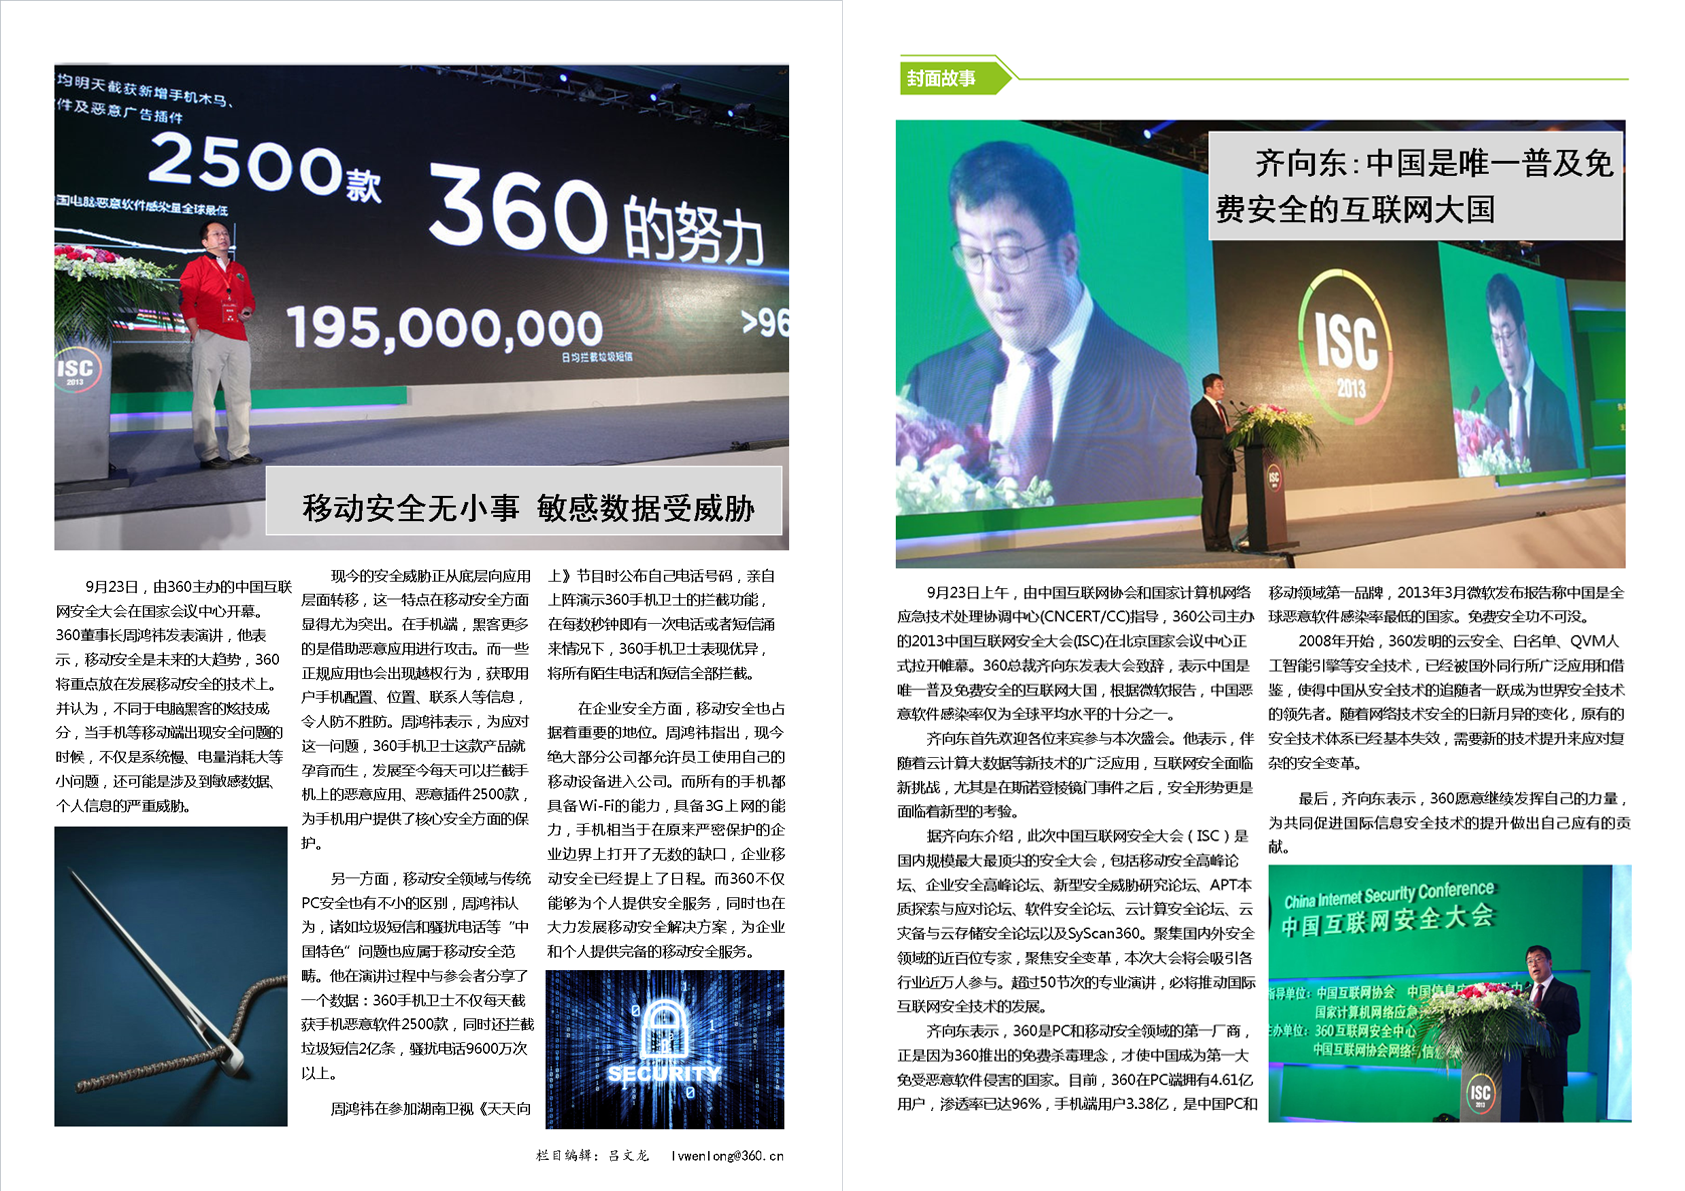 均明天截获新增手机木马、
件及恶意广告插件
2500款
国电脑恶意软件感染量全球最低
360的努力
195,000,000
日均拦截垃圾短信
>96
ISC
2013
移动安全无小事 敏感数据受威胁
9月23日，由360主办的中国互联
网安全大会在国家会议中心开幕。
360董事长周鸿祎发表演讲，他表
示，移动安全是未来的大趋势，360
将重点放在发展移动安全的技术上。
并认为，不同于电脑黑客的炫技成
分，当手机等移动端出现安全问题的
时候，不仅是系统慢、电量消耗大等
小问题，还可能是涉及到敏感数据、
个人信息的严重威胁。
现今的安全威胁正从底层向应用
层面转移，这一特点在移动安全方面
显得尤为突出。在手机端，黑客更多
的是借助恶意应用进行攻击。而一些
正规应用也会出现越权行为，获取用
户手机配置、位置、联系人等信息，
令人防不胜防。周鸿祎表示，为应对
这一问题，360手机卫士这款产品就
孕育而生，发展至今每天可以拦截手
机上的恶意应用、恶意插件2500款，
为手机用户提供了核心安全方面的保
护。
另一方面，移动安全领域与传统
PC安全也有不小的区别，周鸿祎认
为，诸如垃圾短信和骚扰电话等“中
国特色”问题也应属于移动安全范
畴。他在演讲过程中与参会者分享了
一个数据：360手机卫士不仅每天截
获手机恶意软件2500款，同时还拦截
垃圾短信2亿条，骚扰电话9600万次
以上。
周鸿祎在参加湖南卫视《天天向
上》节目时公布自己电话号码，亲自
上阵演示360手机卫士的拦截功能，
在每数秒钟即有一次电话或者短信涌
来情况下，360手机卫士表现优异，
将所有陌生电话和短信全部拦截。
在企业安全方面，移动安全也占
据着重要的地位。周鸿祎指出，现今
绝大部分公司都允许员工使用自己的
移动设备进入公司。而所有的手机都
具备Wi-Fi的能力，具备3G上网的能
力，手机相当于在原来严密保护的企
业边界上打开了无数的缺口，企业移
动安全已经提上了日程。而360不仅
能够为个人提供安全服务，同时也在
大力发展移动安全解决方案，为企业
和个人提供完备的移动安全服务。
SECURITY
栏目编辑：吕文龙 lvwenlong@360.cn
封面故事
齐向东:中国是唯一普及免
费安全的互联网大国
ISC
2013
ISC
9月23日上午，由中国互联网协会和国家计算机网络
应急技术处理协调中心(CNCERT/CC)指导，360公司主办
的2013中国互联网安全大会(ISC)在北京国家会议中心正
式拉开帷幕。360总裁齐向东发表大会致辞，表示中国是
唯一普及免费安全的互联网大国，根据微软报告，中国恶
意软件感染率仅为全球平均水平的十分之一。
齐向东首先欢迎各位来宾参与本次盛会。他表示，伴
随着云计算大数据等新技术的广泛应用，互联网安全面临
新挑战，尤其是在斯诺登棱镜门事件之后，安全形势更是
面临着新型的考验。
据齐向东介绍，此次中国互联网安全大会（ISC）是
国内规模最大最顶尖的安全大会，包括移动安全高峰论
坛、企业安全高峰论坛、新型安全威胁研究论坛、APT本
质探索与应对论坛、软件安全论坛、云计算安全论坛、云
灾备与云存储安全论坛以及SyScan360。聚集国内外安全
领域的近百位专家，聚焦安全变革，本次大会将会吸引各
行业近万人参与。超过50节次的专业演讲，必将推动国际
互联网安全技术的发展。
齐向东表示，360是PC和移动安全领域的第一厂商，
正是因为360推出的免费杀毒理念，才使中国成为第一大
免受恶意软件侵害的国家。目前，360在PC端拥有4.61亿
用户，渗透率已达96%，手机端用户3.38亿，是中国PC和
移动领域第一品牌，2013年3月微软发布报告称中国是全
球恶意软件感染率最低的国家。免费安全功不可没。
2008年开始，360发明的云安全、白名单、QVM人
工智能引擎等安全技术，已经被国外同行所广泛应用和借
鉴，使得中国从安全技术的追随者一跃成为世界安全技术
的领先者。随着网络技术安全的日新月异的变化，原有的
安全技术体系已经基本失效，需要新的技术提升来应对复
杂的安全变革。
最后，齐向东表示，360愿意继续发挥自己的力量，
为共同促进国际信息安全技术的提升做出自己应有的贡
献。
China Internet Security Conference
中国互联网安全大会
指导单位：中国互联网协会 中国信息
国家计算机网络应急
主办单位：360互联网安全中心
中国互联网协会网络与信息
ISC
2013